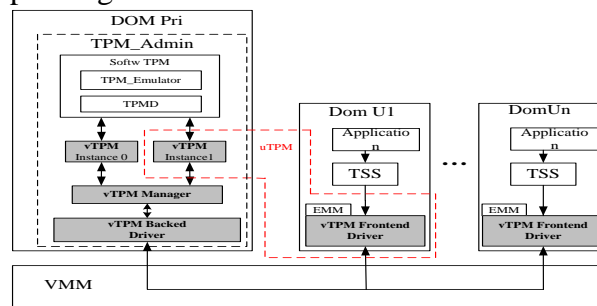 DOM Pri
TPM_Admin
Softw TPM
TPM_Emulator
TPMD
vTPM
Instance 0
vTPM
Instance1
vTPM Manager
vTPM Backed
Driver
uTPM
Dom U1
Applicatio
n
TSS
EMM
vTPM Frontend
Driver
...
DomUn
Applicatio
n
TSS
EMM
vTPM Frontend
Driver
VMM